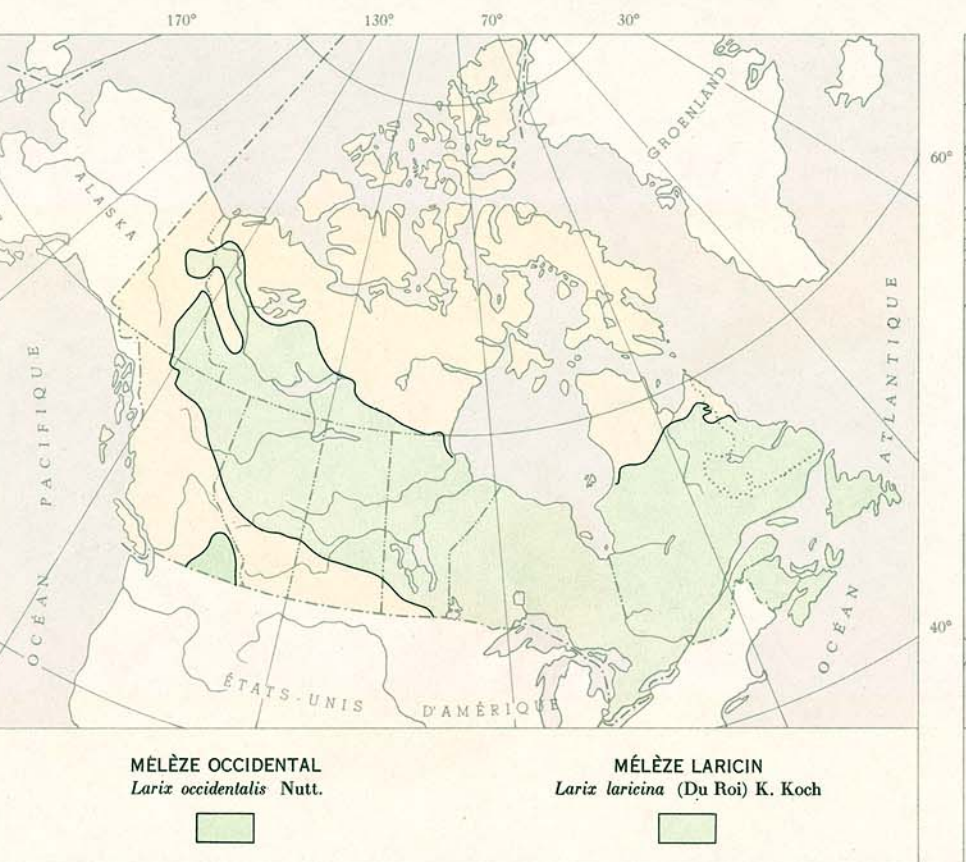 170° 130° 70° 30°
GROENLAND
60°
ALASKA
OCÉAN PACIFIQUE
OCÉAN ATLANTIQUE
40°
ÉTATS-UNIS D'AMÉRIQUE
MÉLÈZE OCCIDENTAL
Larix occidentalis Nutt.
MÉLÈZE LARICIN
Larix laricina (Du Roi) K. Koch